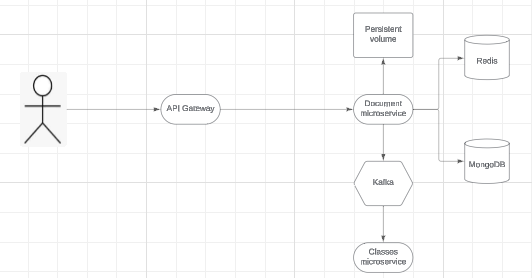 Persistent
volume
Redis
API Gateway
Document
microservice
MongoDB
Kafka
Classes
microservice